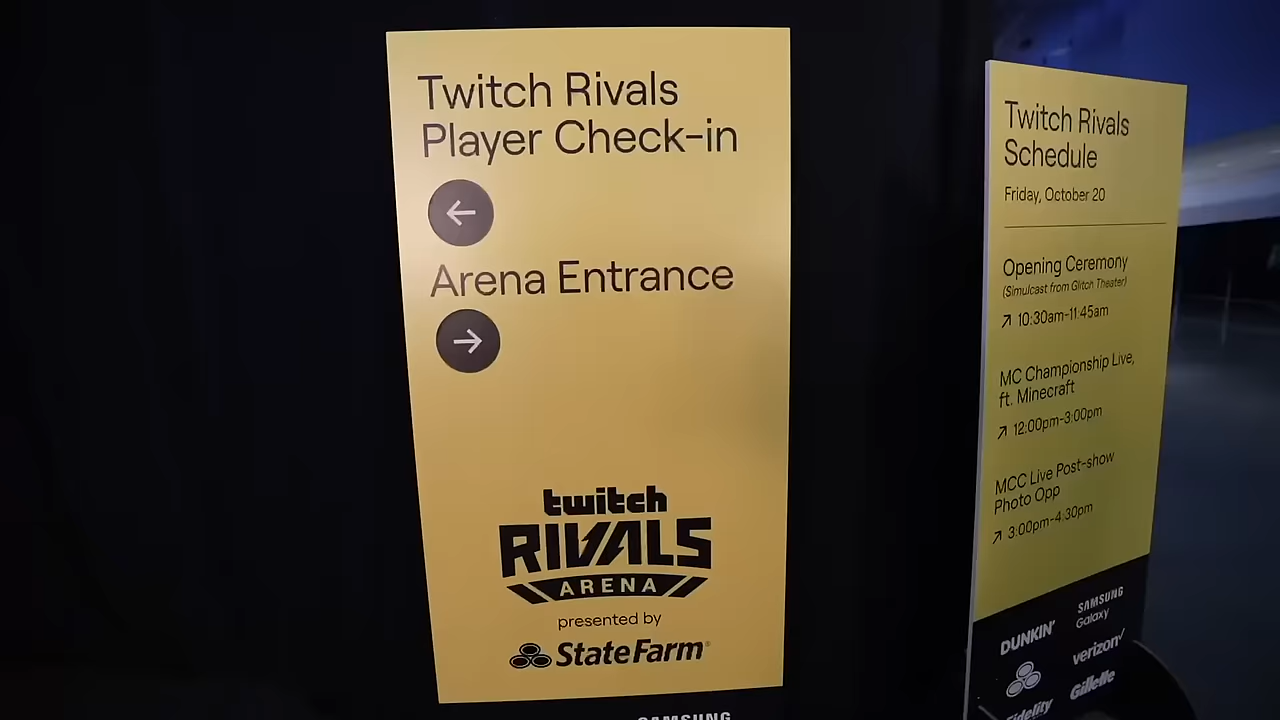 Twitch Rivals
Player Check-in
←
Arena Entrance
→
twitch
RIVALS
ARENA
presented by
StateFarm®
SAMSUNG
Twitch Rivals
Schedule
Friday, October 20
Opening Ceremony
(Simulcast from Glitch Theater)
↗ 10:30am-11:45am
MC Championship Live,
ft. Minecraft
↗ 12:00pm-3:00pm
MCC Live Post-show
Photo Opp
↗ 3:00pm-4:30pm
DUNKIN'
SAMSUNG
Galaxy
verizon✓
Fidelity
Gillette